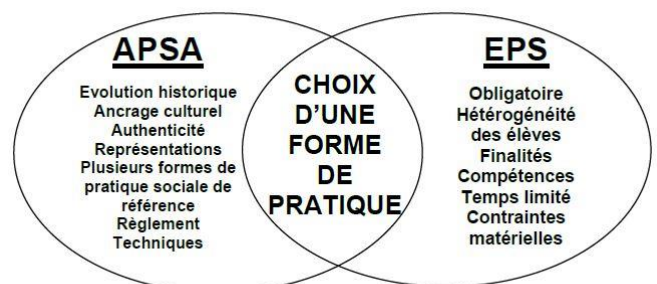 APSA
Evolution historique
Ancrage culturel
Authenticité
Représentations
Plusieurs formes de
pratique sociale de
référence
Règlement
Techniques
CHOIX
D'UNE
FORME
DE
PRATIQUE
EPS
Obligatoire
Hétérogénéité
des élèves
Finalités
Compétences
Temps limité
Contraintes
matérielles